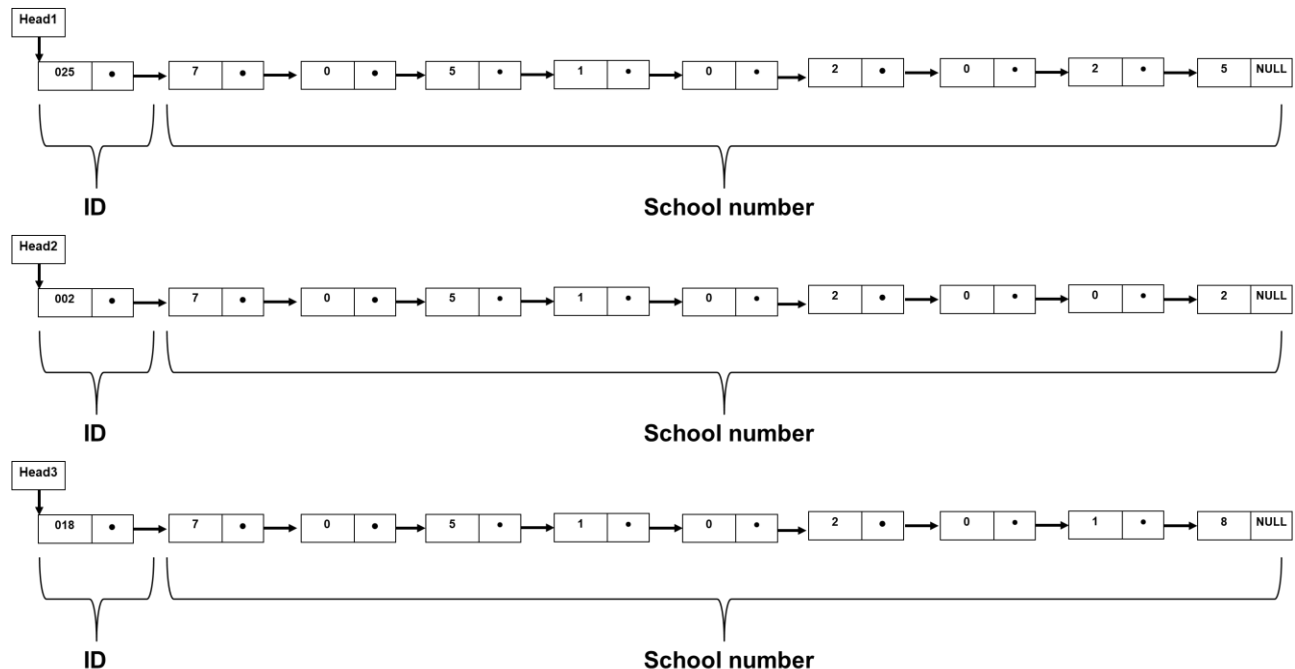 Head1
025 • 7 • 0 • 5 • 1 • 0 • 2 • 0 • 2 • 5 NULL
ID School number
Head2
002 • 7 • 0 • 5 • 1 • 0 • 2 • 0 • 0 • 2 NULL
ID School number
Head3
018 • 7 • 0 • 5 • 1 • 0 • 2 • 0 • 1 • 8 NULL
ID School number